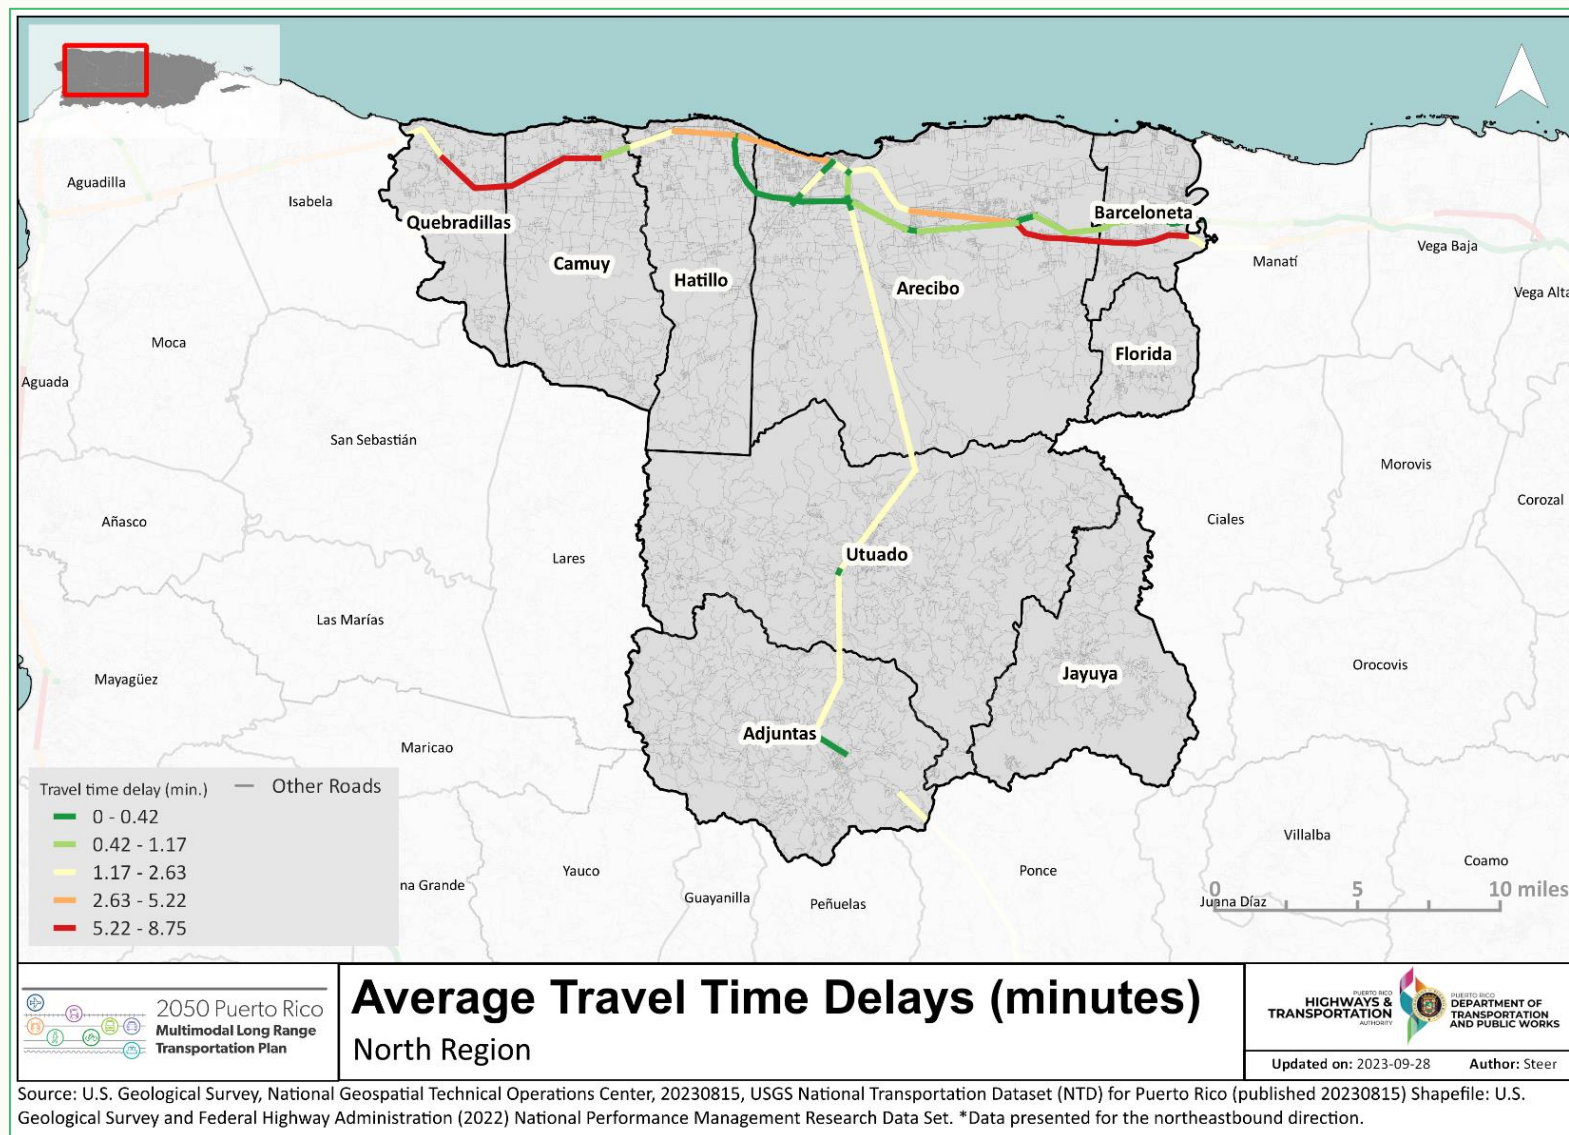 Aguadilla
Isabela
Quebradillas
Camuy
Hatillo
Arecibo
Barceloneta
Manatí
Vega Baja
Vega Alta
Moca
Aguada
Florida
San Sebastián
Morovis
Corozal
Añasco
Ciales
Lares
Utuado
Las Marías
Mayagüez
Jayuya
Orocovis
Adjuntas
Maricao
Travel time delay (min.)
Other Roads
0 - 0.42
0.42 - 1.17
1.17 - 2.63
2.63 - 5.22
5.22 - 8.75
na Grande
Yauco
Guayanilla
Peñuelas
Ponce
Villalba
Coamo
Juana Díaz
0 5 10 miles
2050 Puerto Rico
Multimodal Long Range
Transportation Plan
Average Travel Time Delays (minutes)
North Region
PUERTO RICO
HIGHWAYS &
TRANSPORTATION
AUTHORITY
PUERTO RICO
DEPARTMENT OF
TRANSPORTATION
AND PUBLIC WORKS
Updated on: 2023-09-28 Author: Steer
Source: U.S. Geological Survey, National Geospatial Technical Operations Center, 20230815, USGS National Transportation Dataset (NTD) for Puerto Rico (published 20230815) Shapefile: U.S.
Geological Survey and Federal Highway Administration (2022) National Performance Management Research Data Set. *Data presented for the northeastbound direction.